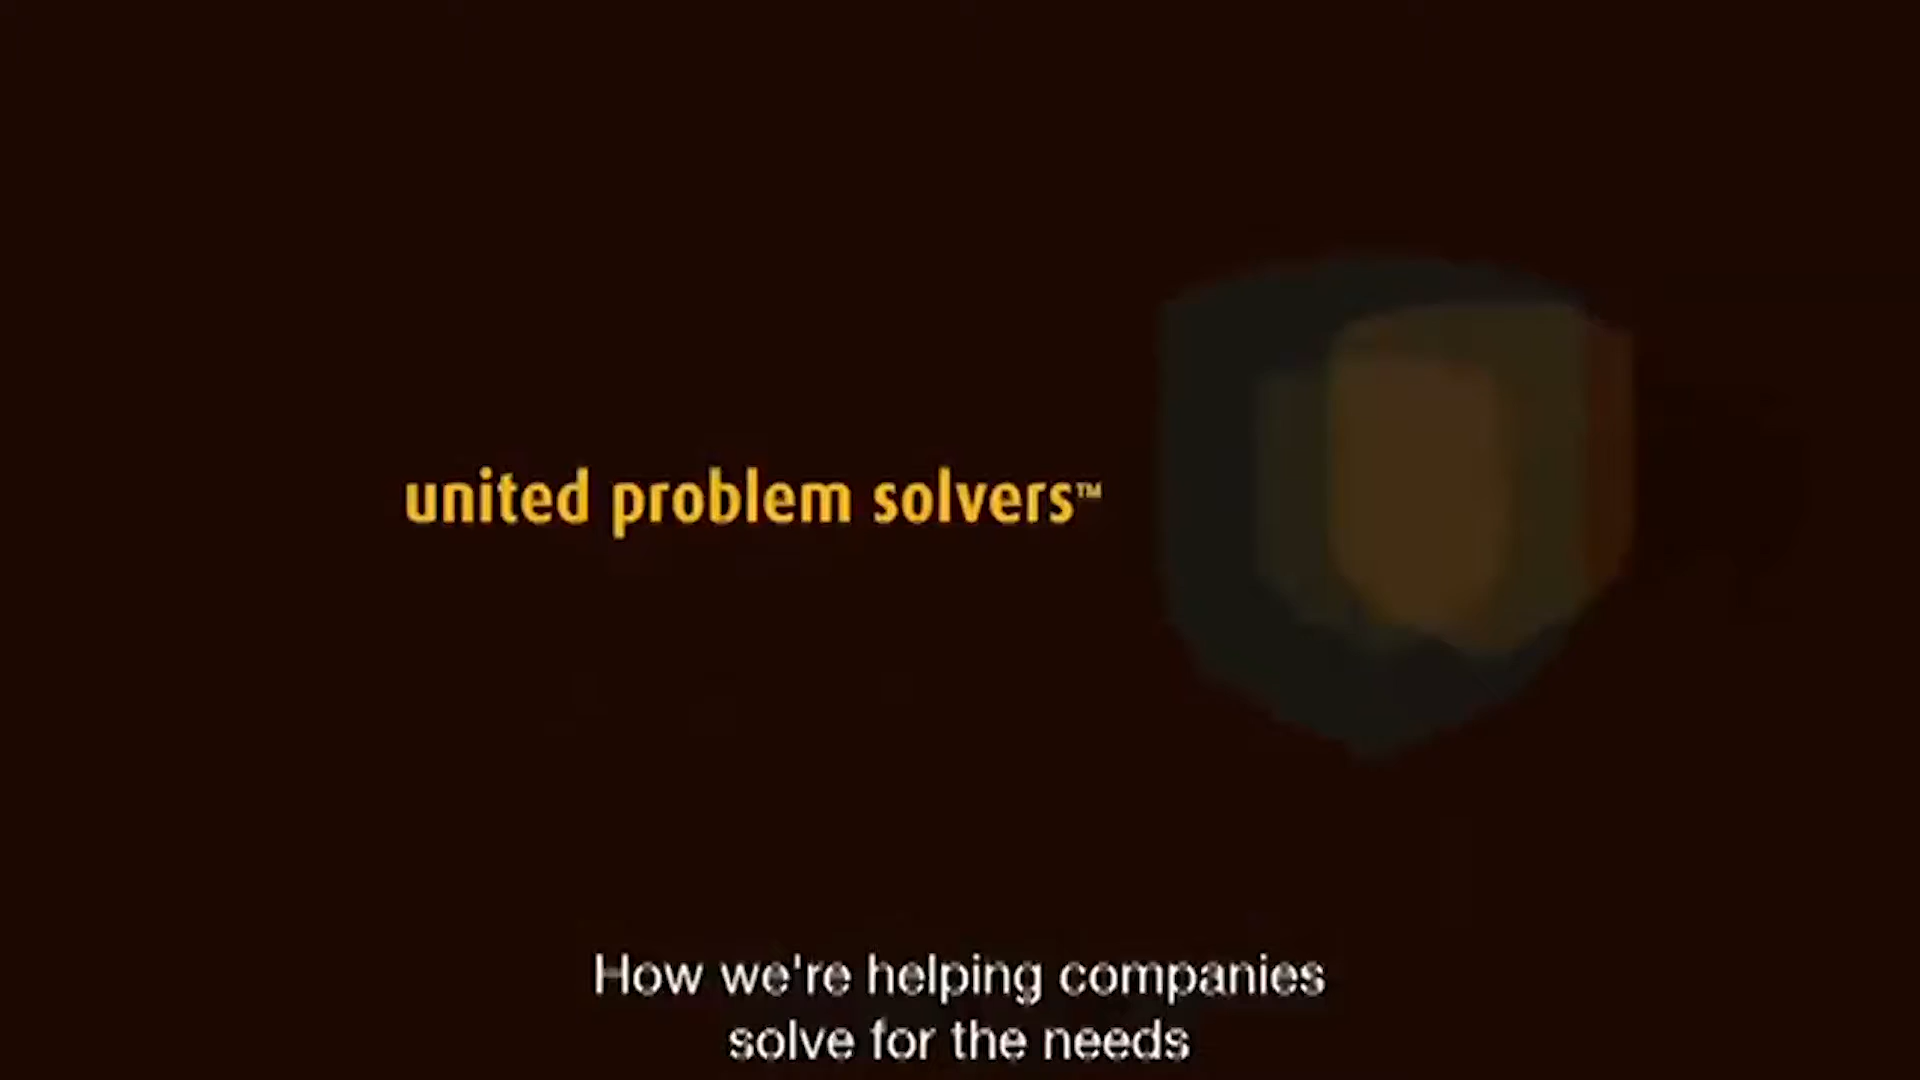 united problem solvers™
How we're helping companies
solve for the needs